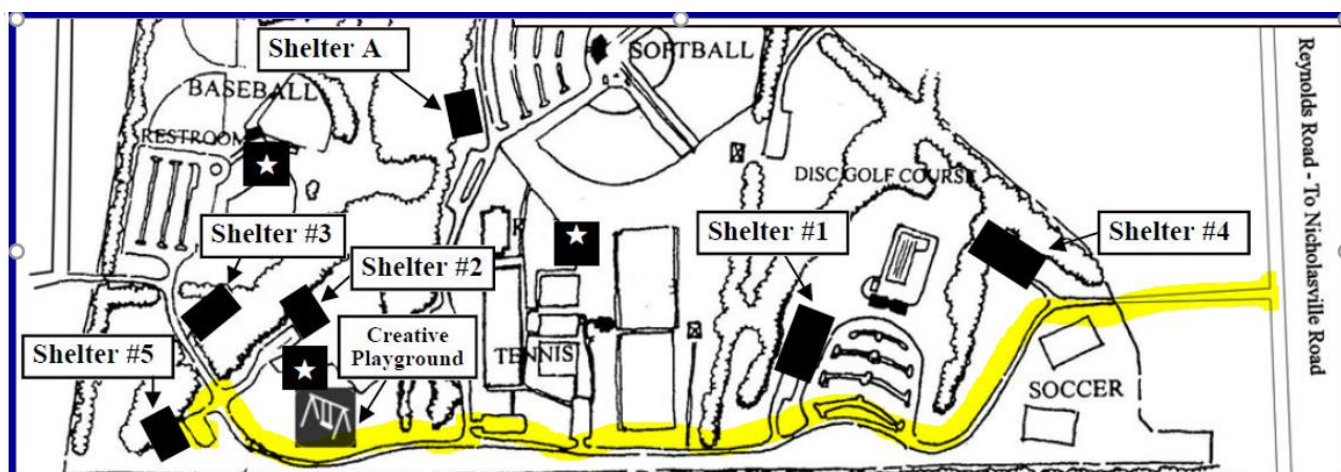 Shelter A
SOFTBALL
BASEBALL
RESTROOM
DISC GOLF COURSE
Shelter #3
Shelter #1
Shelter #4
Shelter #2
Creative
Playground
Shelter #5
TENNIS
SOCCER
Reynolds Road - To Nicholasville Road